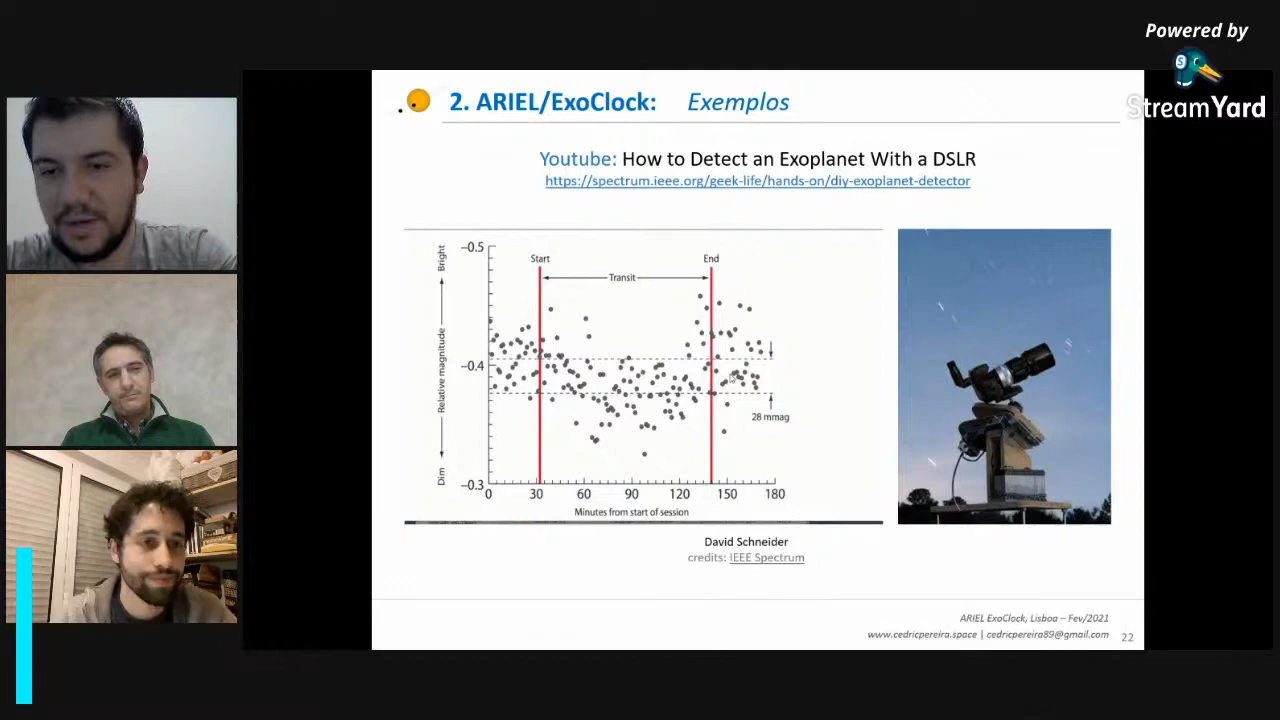 Powered by
StreamYard
2. ARIEL/ExoClock: Exemplos
Youtube: How to Detect an Exoplanet With a DSLR
https://spectrum.ieee.org/geek-life/hands-on/diy-exoplanet-detector
Bright
Relative magnitude
Dim
−0.5
−0.4
−0.3
Start
End
Transit
28 mmag
0 30 60 90 120 150 180
Minutes from start of session
David Schneider
credits: IEEE Spectrum
ARIEL ExoClock, Lisboa – Fev/2021
www.cedricpereira.space | cedricpereira89@gmail.com 22